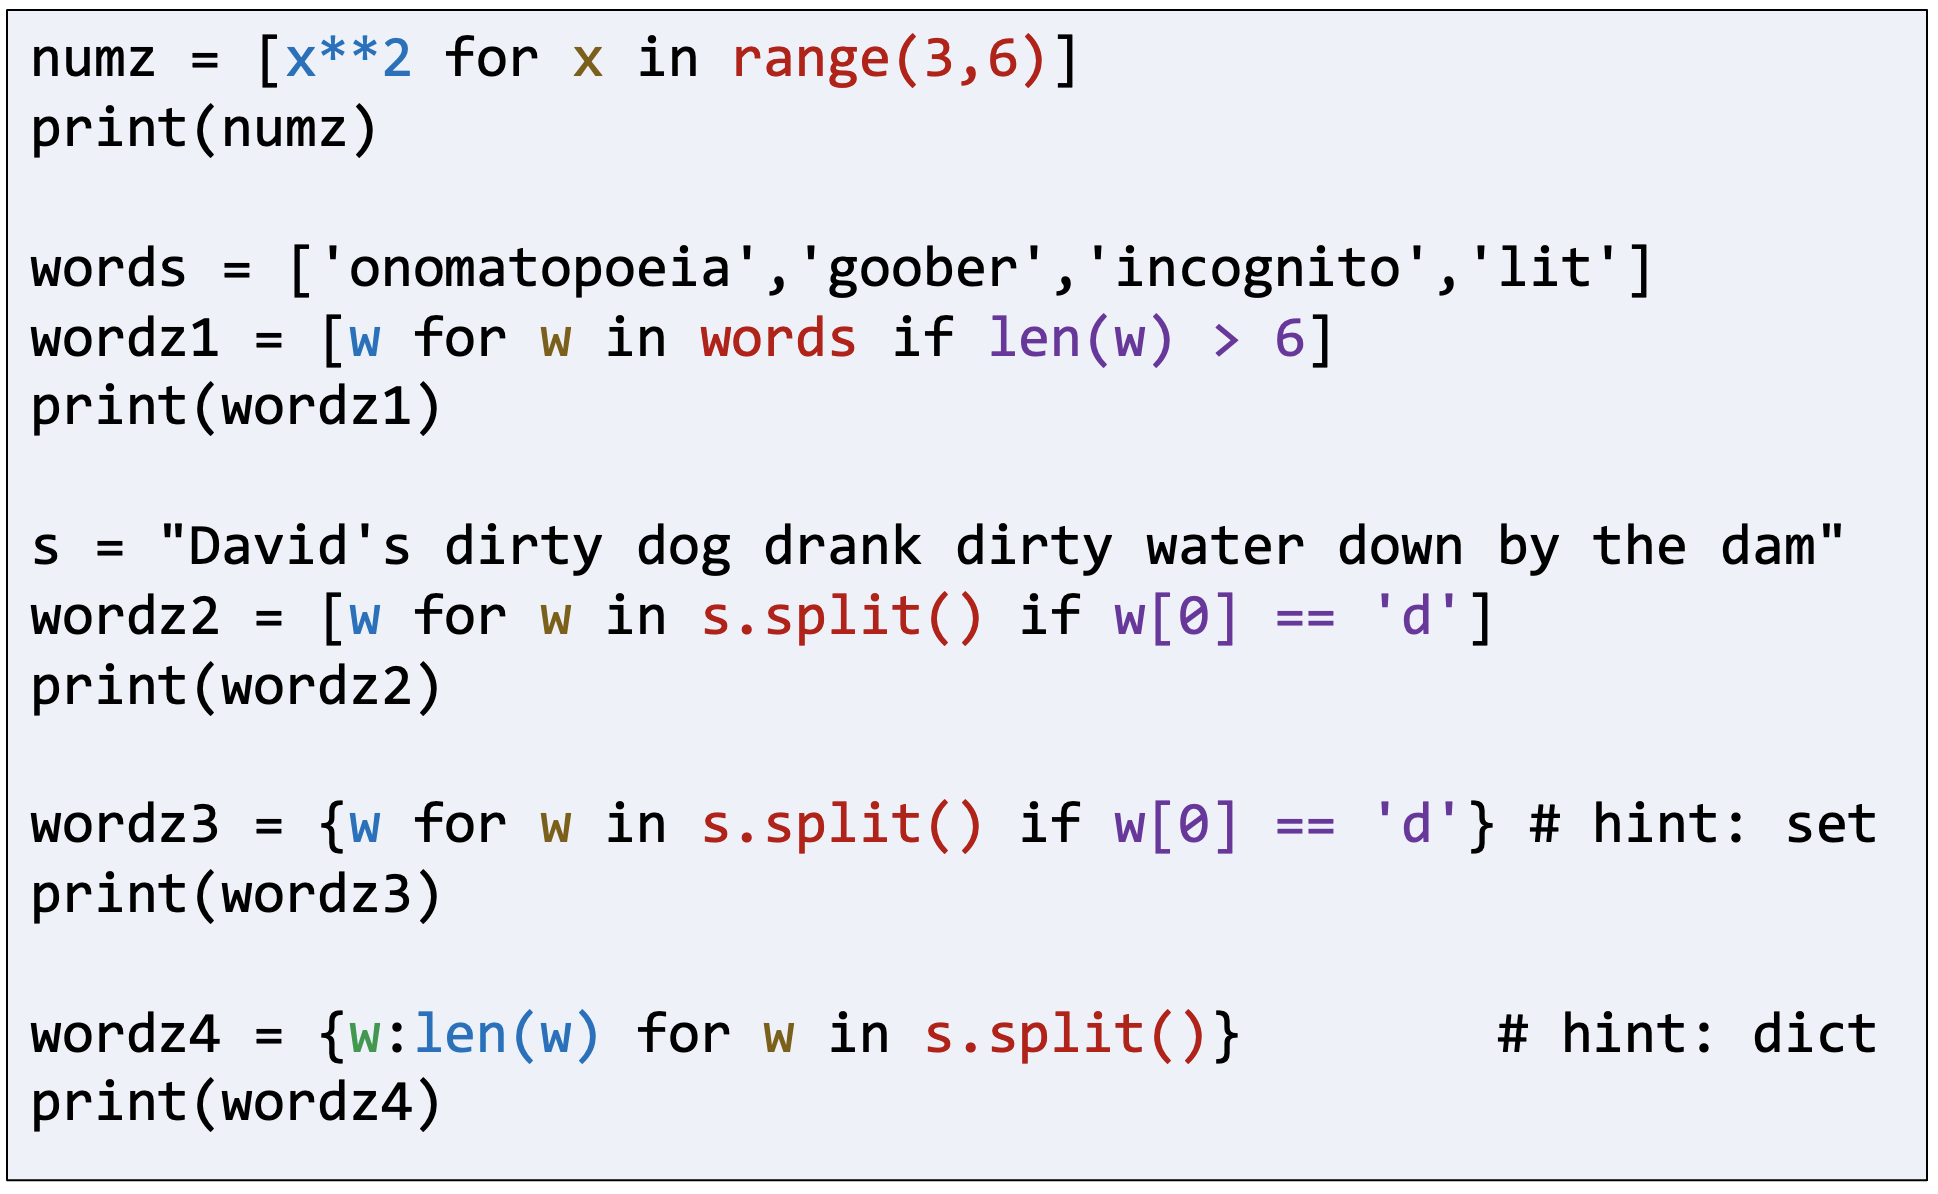 numz = [x**2 for x in range(3,6)]
print(numz)
words = ['onomatopoeia','goober','incognito','lit']
wordz1 = [w for w in words if len(w) > 6]
print(wordz1)
s = "David's dirty dog drank dirty water down by the dam"
wordz2 = [w for w in s.split() if w[0] == 'd']
print(wordz2)
wordz3 = {w for w in s.split() if w[0] == 'd'} # hint: set
print(wordz3)
wordz4 = {w:len(w) for w in s.split()}        # hint: dict
print(wordz4)